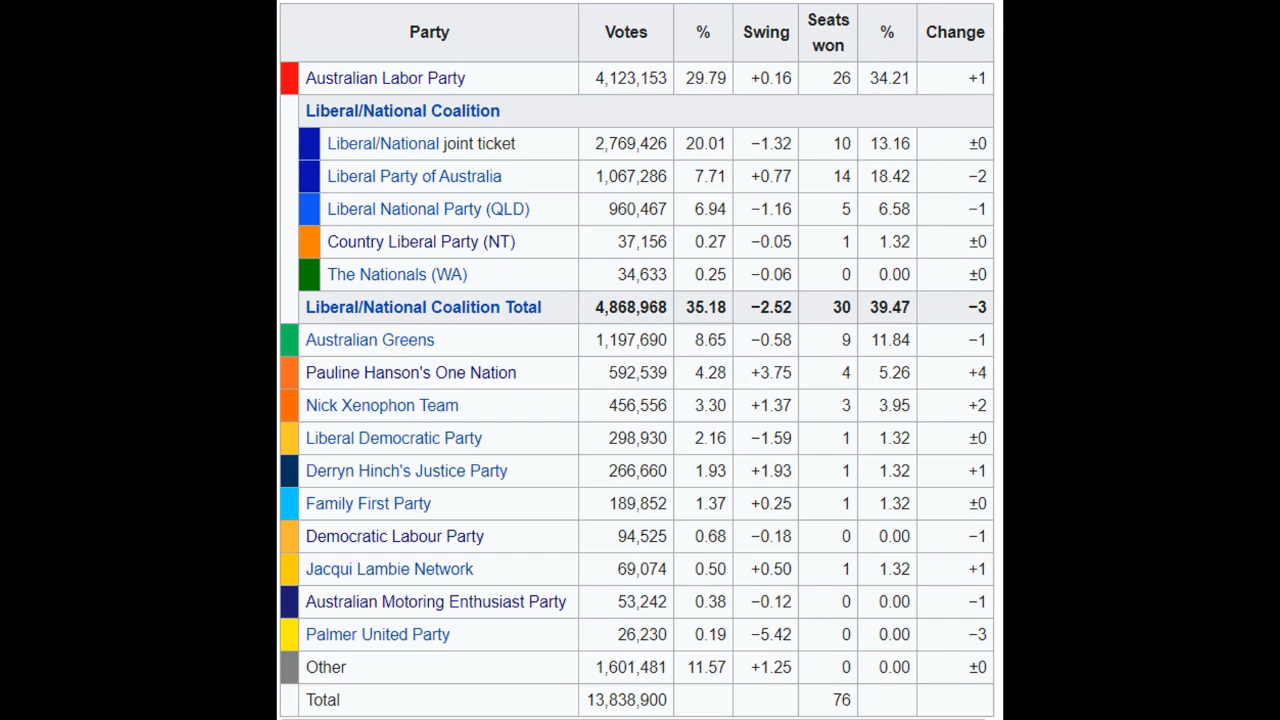 Party Votes % Swing Seats won % Change
Australian Labor Party 4,123,153 29.79 +0.16 26 34.21 +1
Liberal/National Coalition
Liberal/National joint ticket 2,769,426 20.01 −1.32 10 13.16 ±0
Liberal Party of Australia 1,067,286 7.71 +0.77 14 18.42 −2
Liberal National Party (QLD) 960,467 6.94 −1.16 5 6.58 −1
Country Liberal Party (NT) 37,156 0.27 −0.05 1 1.32 ±0
The Nationals (WA) 34,633 0.25 −0.06 0 0.00 ±0
Liberal/National Coalition Total 4,868,968 35.18 −2.52 30 39.47 −3
Australian Greens 1,197,690 8.65 −0.58 9 11.84 −1
Pauline Hanson's One Nation 592,539 4.28 +3.75 4 5.26 +4
Nick Xenophon Team 456,556 3.30 +1.37 3 3.95 +2
Liberal Democratic Party 298,930 2.16 −1.59 1 1.32 ±0
Derryn Hinch's Justice Party 266,660 1.93 +1.93 1 1.32 +1
Family First Party 189,852 1.37 +0.25 1 1.32 ±0
Democratic Labour Party 94,525 0.68 −0.18 0 0.00 −1
Jacqui Lambie Network 69,074 0.50 +0.50 1 1.32 +1
Australian Motoring Enthusiast Party 53,242 0.38 −0.12 0 0.00 −1
Palmer United Party 26,230 0.19 −5.42 0 0.00 −3
Other 1,601,481 11.57 +1.25 0 0.00 ±0
Total 13,838,900 76